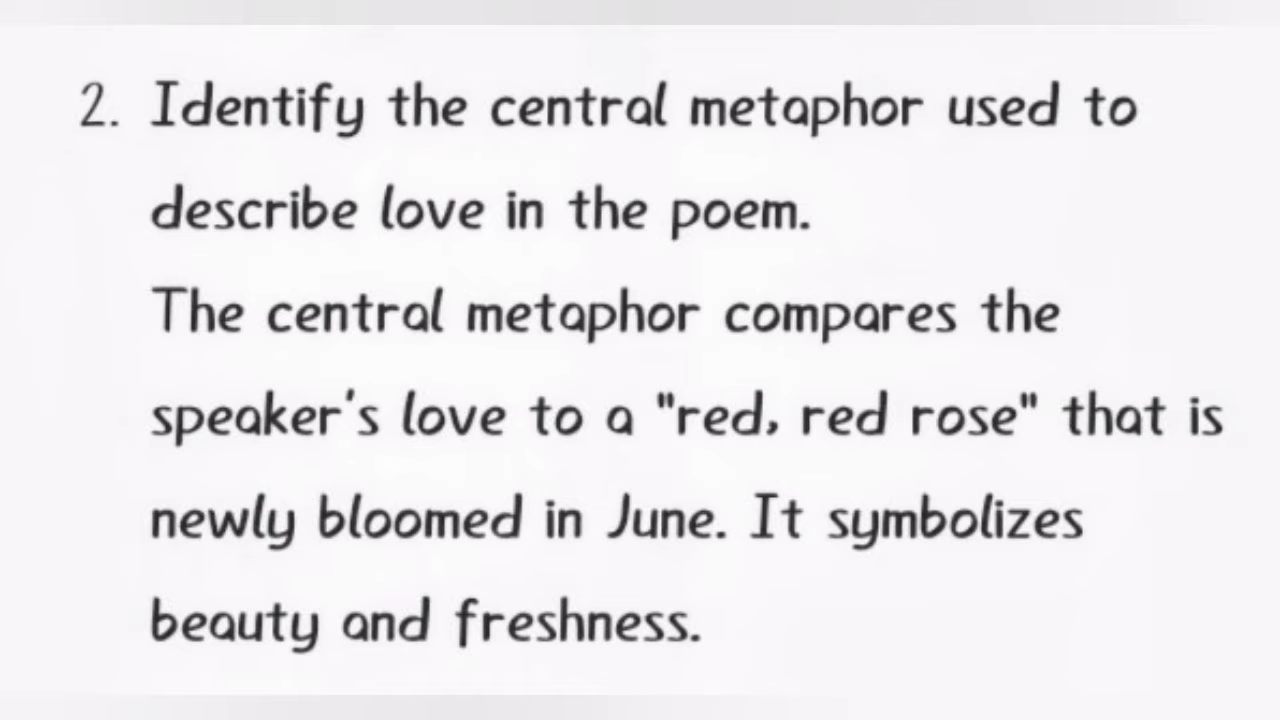 2. Identify the central metaphor used to
describe love in the poem.
The central metaphor compares the
speaker's love to a "red, red rose" that is
newly bloomed in June. It symbolizes
beauty and freshness.